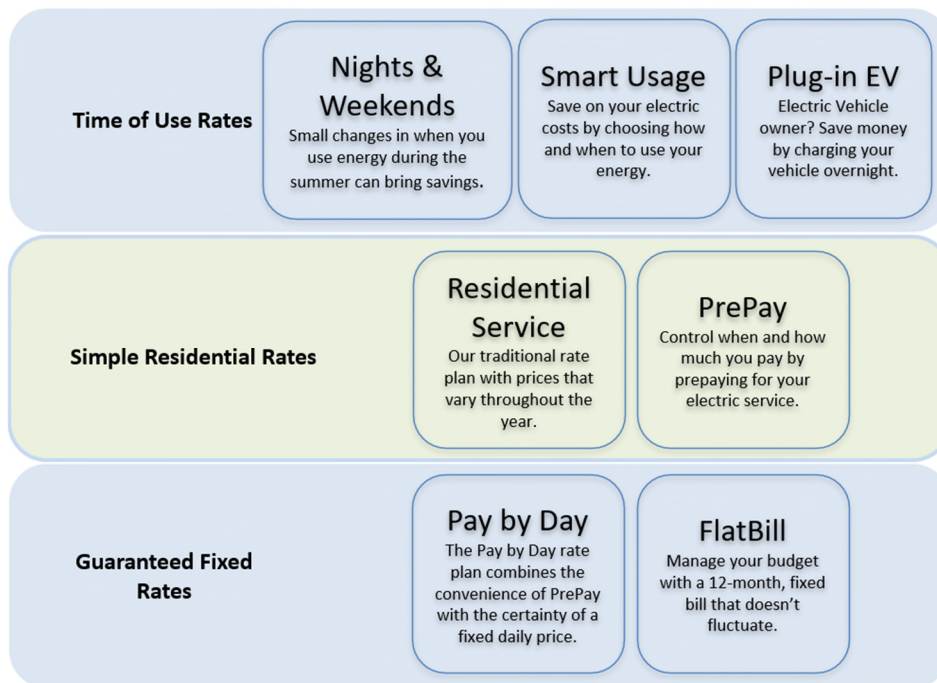 Time of Use Rates
Nights &
Weekends
Small changes in when you
use energy during the
summer can bring savings.
Smart Usage
Save on your electric
costs by choosing how
and when to use your
energy.
Plug-in EV
Electric Vehicle
owner? Save money
by charging your
vehicle overnight.
Simple Residential Rates
Residential
Service
Our traditional rate
plan with prices that
vary throughout the
year.
PrePay
Control when and how
much you pay by
prepaying for your
electric service.
Guaranteed Fixed
Rates
Pay by Day
The Pay by Day rate
plan combines the
convenience of PrePay
with the certainty of a
fixed daily price.
FlatBill
Manage your budget
with a 12-month, fixed
bill that doesn’t
fluctuate.